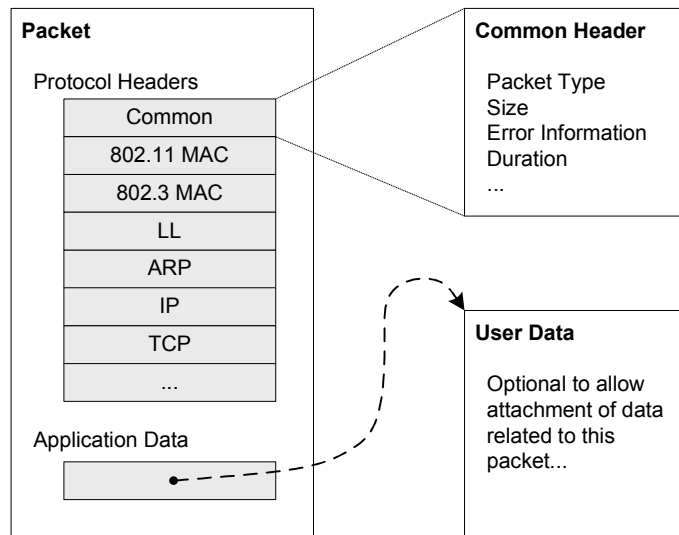 Packet
Protocol Headers
Common
802.11 MAC
802.3 MAC
LL
ARP
IP
TCP
...
Application Data
Common Header
Packet Type
Size
Error Information
Duration
...
User Data
Optional to allow
attachment of data
related to this
packet...